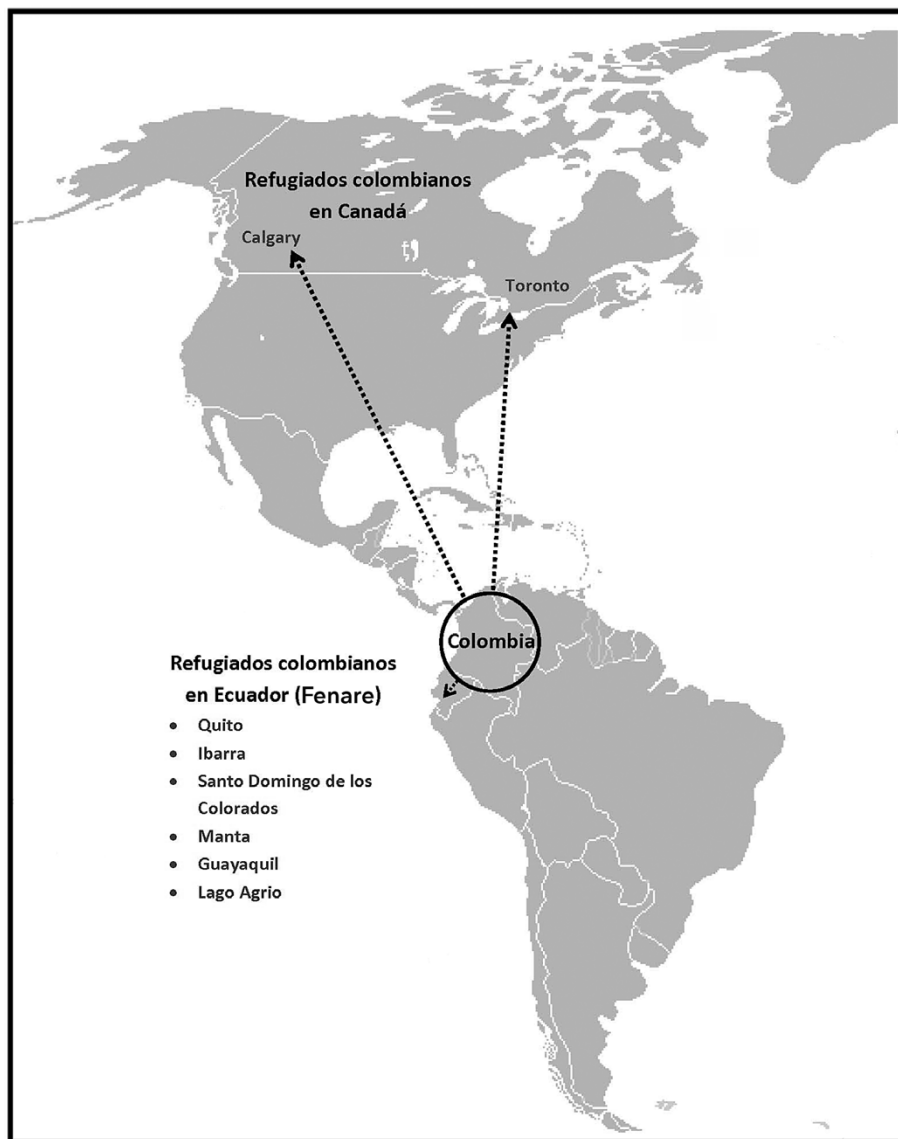 Refugiados colombianos
en Canadá
Calgary
Toronto
Colombia
Refugiados colombianos
en Ecuador (Fenare)
• Quito
• Ibarra
• Santo Domingo de los
Colorados
• Manta
• Guayaquil
• Lago Agrio